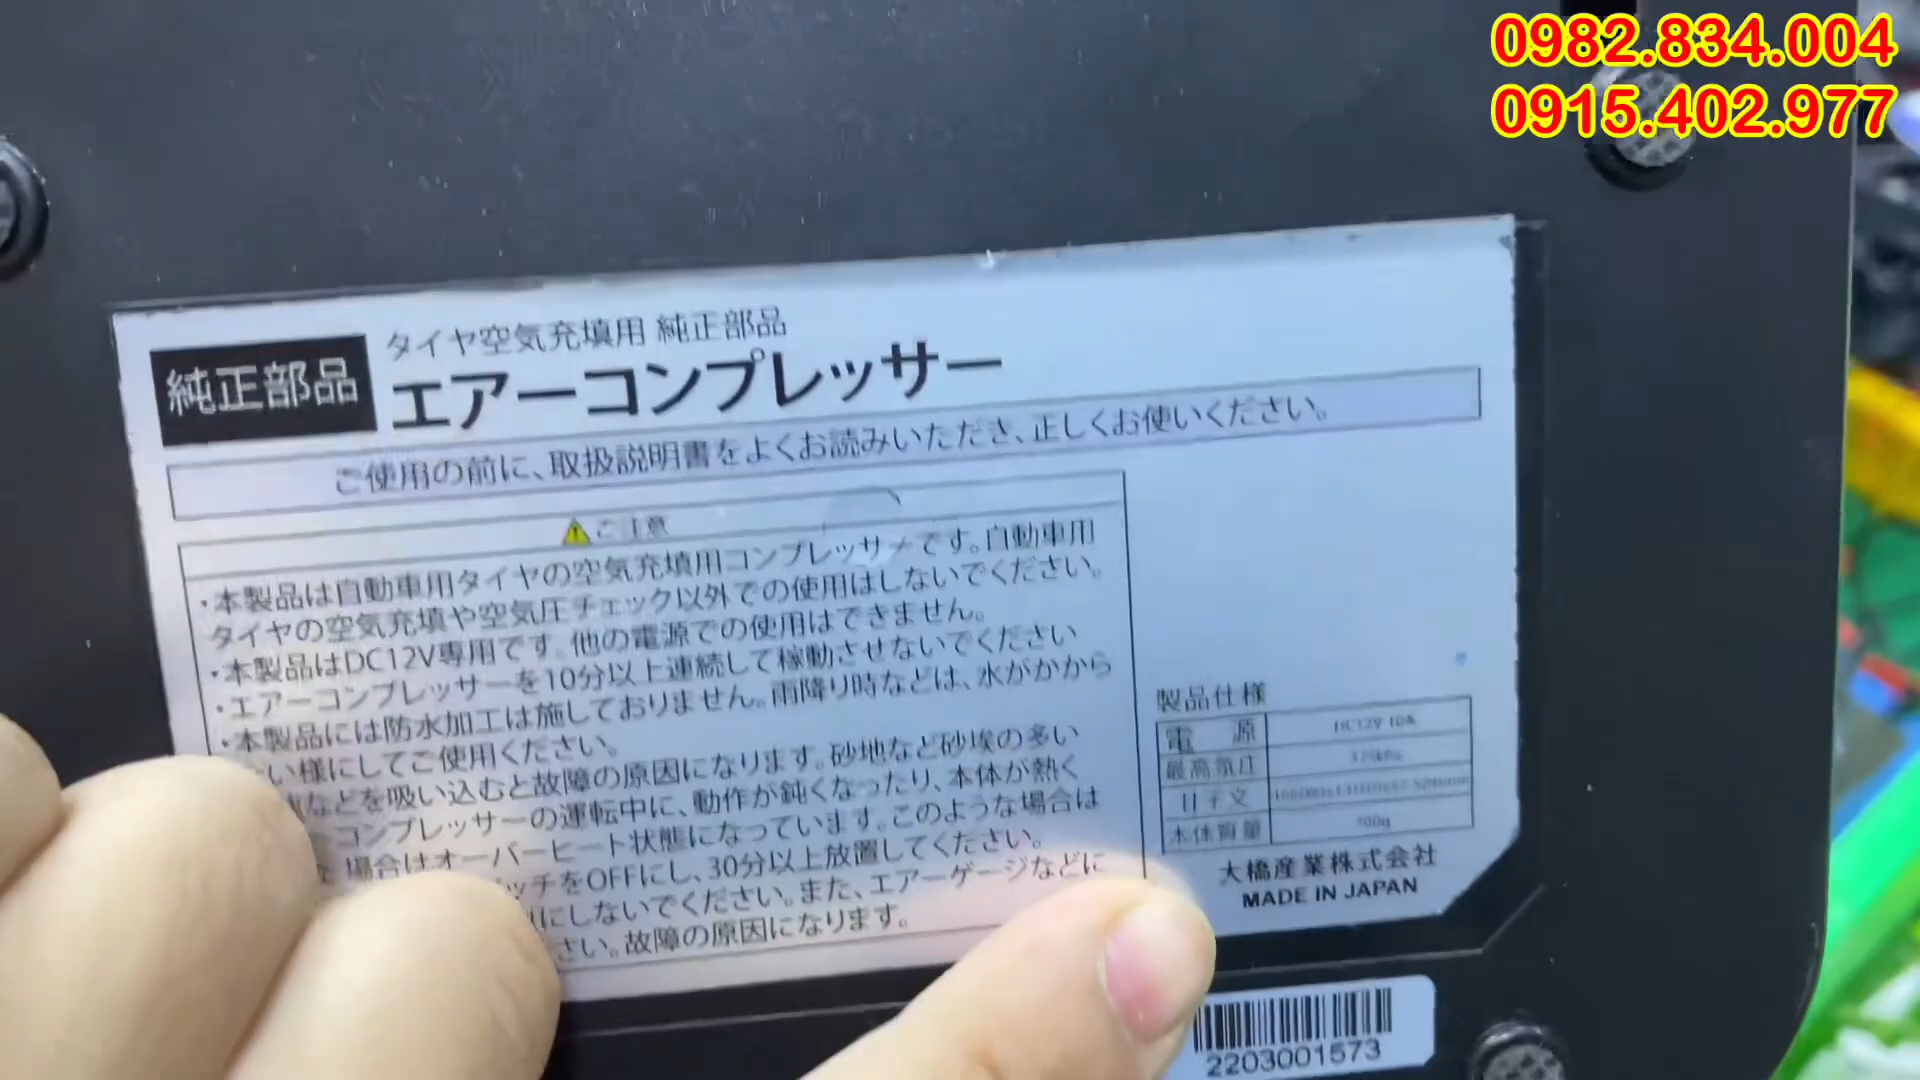 0982.834.004
0915.402.977
純正部品
タイヤ空気充填用 純正部品
エアーコンプレッサー
ご使用の前に、取扱説明書をよくお読みいただき、正しくお使いください。
ご注意
・本製品は自動車用タイヤの空気充填用コンプレッサーです。自動車用
タイヤの空気充填や空気圧チェック以外での使用はしないでください。
・本製品はDC12V専用です。他の電源での使用はできません。
・エアーコンプレッサーを10分以上連続して稼動させないでください
・本製品には防水加工は施しておりません。雨降り時などは、水がかから
い様にしてご使用ください。
などを吸い込むと故障の原因になります。砂地など砂埃の多い
コンプレッサーの運転中に、動作が鈍くなったり、本体が熱く
場合はオーバーヒート状態になっています。このような場合は
ッチをOFFにし、30分以上放置してください。
にしないでください。また、エアーゲージなどに
さい。故障の原因になります。
製品仕様
電 源 DC12V 10A
最高気圧
本体質量 700g
大橋産業株式会社
MADE IN JAPAN
2203001573